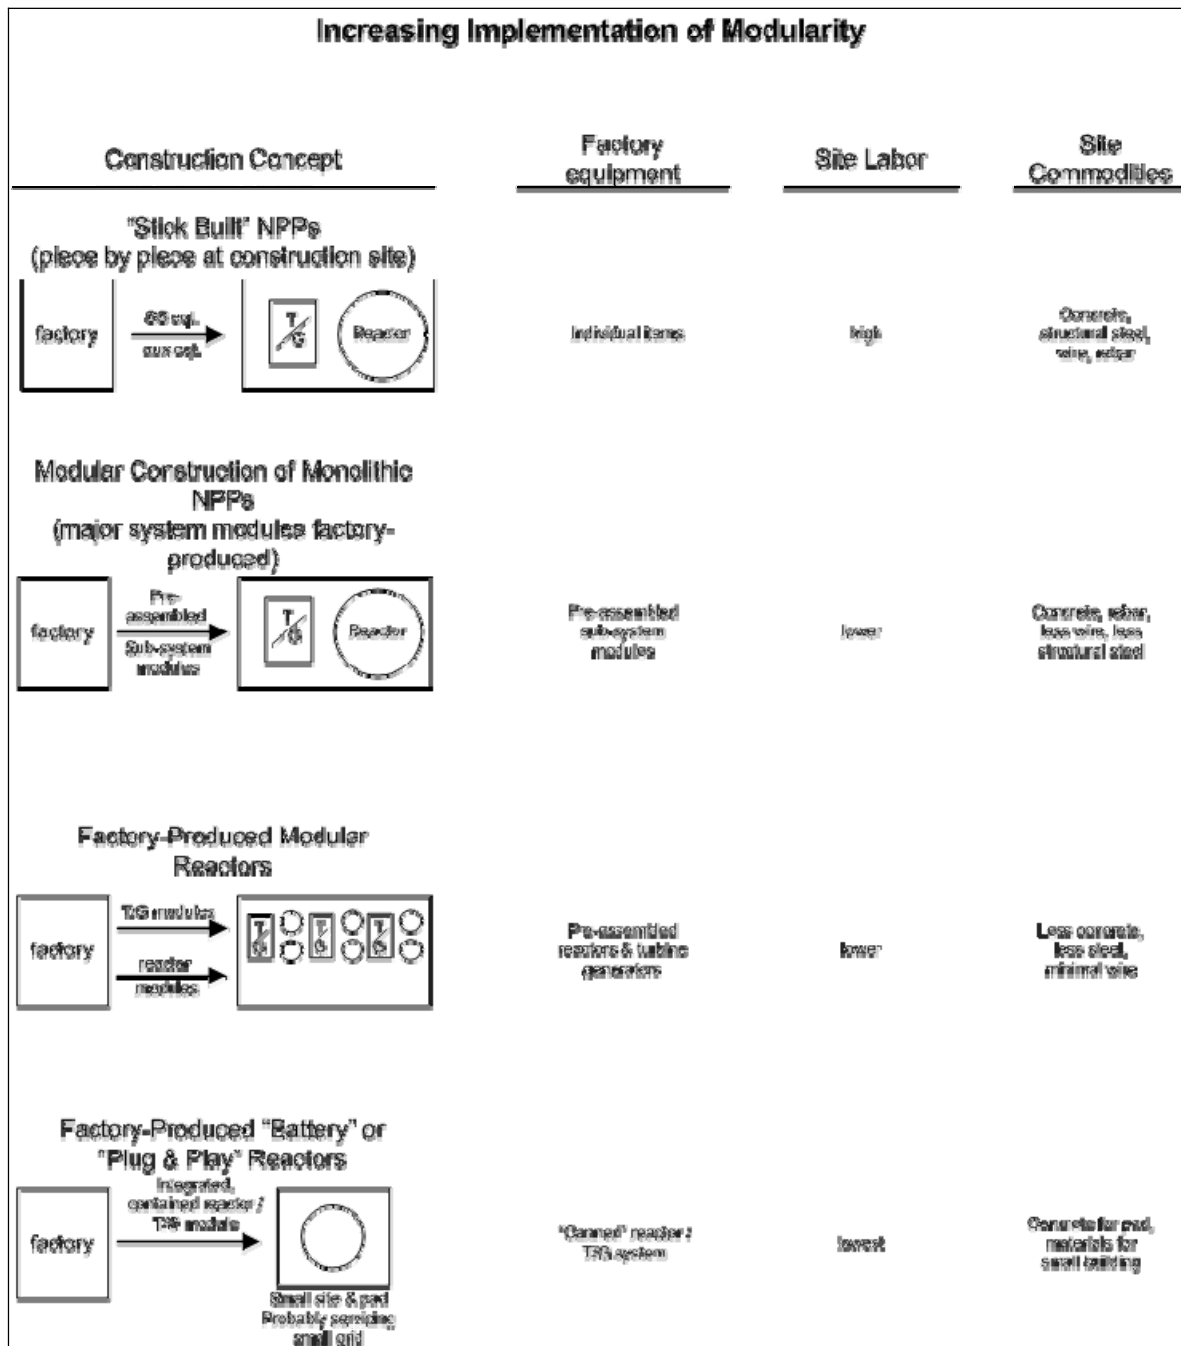 Increasing Implementation of Modularity
Construction Concept
Factory
equipment
Site Labor
Site
Commodities
"Stick Built" NPPs
(piece by piece at construction site)
factory
eqt.
aux eqt.
T/G
Reactor
Individual items
high
Concrete,
structural steel,
wire, rebar
Modular Construction of Monolithic
NPPs
(major system modules factory-
produced)
factory
Pre-
assembled
Sub-system
modules
T/G
Reactor
Pre-assembled
sub-system
modules
lower
Concrete, rebar,
less wire, less
structural steel
Factory-Produced Modular
Reactors
factory
T/G modules
reactor
modules
T/G
T/G
T/G
Pre-assembled
reactors & turbine
generators
lower
Less concrete,
less steel,
minimal wire
Factory-Produced "Battery" or
"Plug & Play" Reactors
factory
Integrated,
contained reactor /
T/G module
Small site & pad
Probably servicing
small grid
"Canned" reactor /
T/G system
lowest
Concrete for pad,
materials for
small building